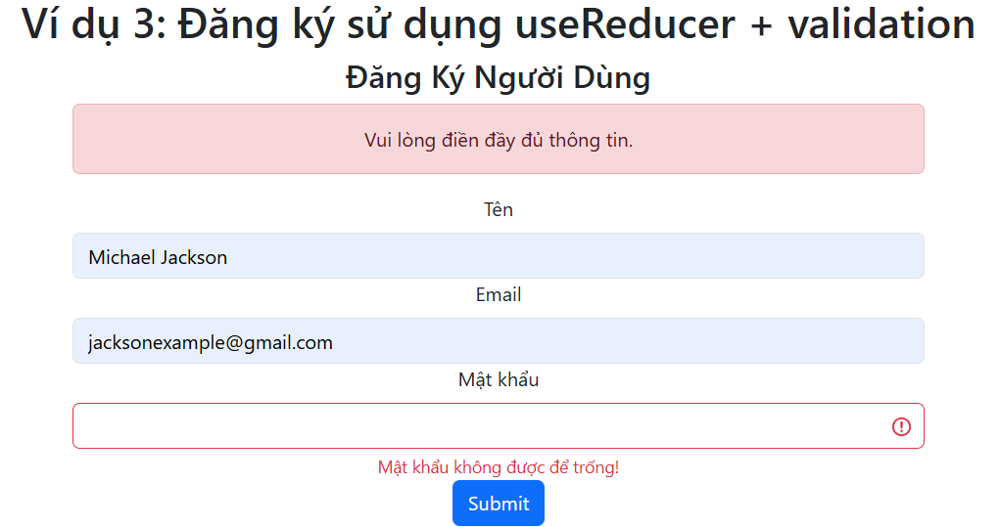 Ví dụ 3: Đăng ký sử dụng useReducer + validation
Đăng Ký Người Dùng
Vui lòng điền đầy đủ thông tin.
Tên
Michael Jackson
Email
jacksonexample@gmail.com
Mật khẩu
Mật khẩu không được để trống!
Submit